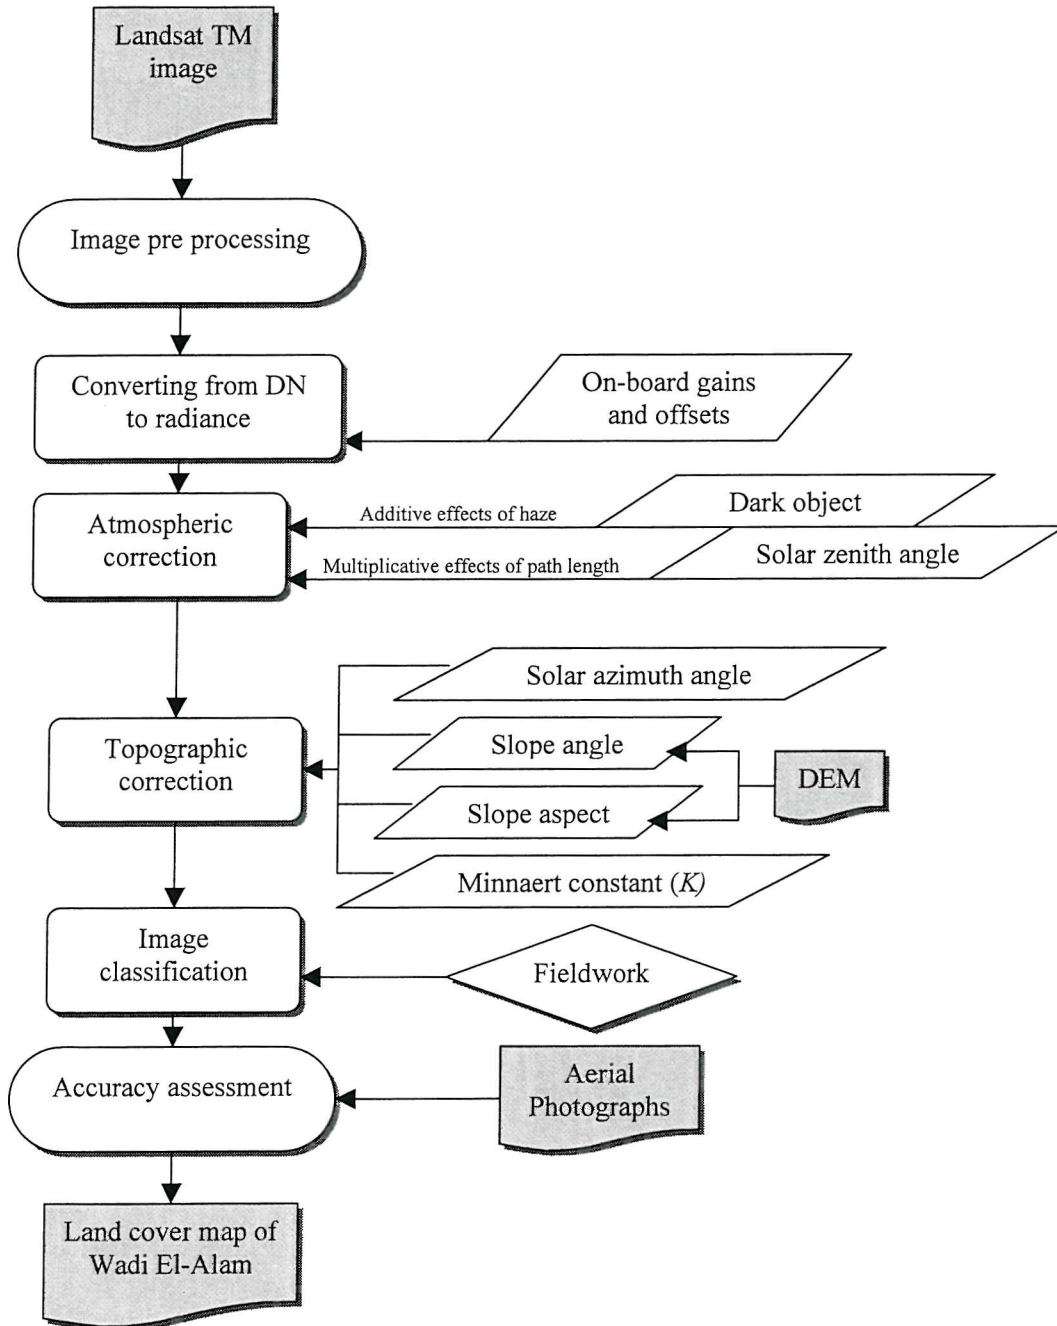 Landsat TM
image
Image pre processing
Converting from DN
to radiance
On-board gains
and offsets
Atmospheric
correction
Additive effects of haze
Dark object
Multiplicative effects of path length
Solar zenith angle
Topographic
correction
Solar azimuth angle
Slope angle
Slope aspect
DEM
Minnaert constant (K)
Image
classification
Fieldwork
Accuracy assessment
Aerial
Photographs
Land cover map of
Wadi El-Alam